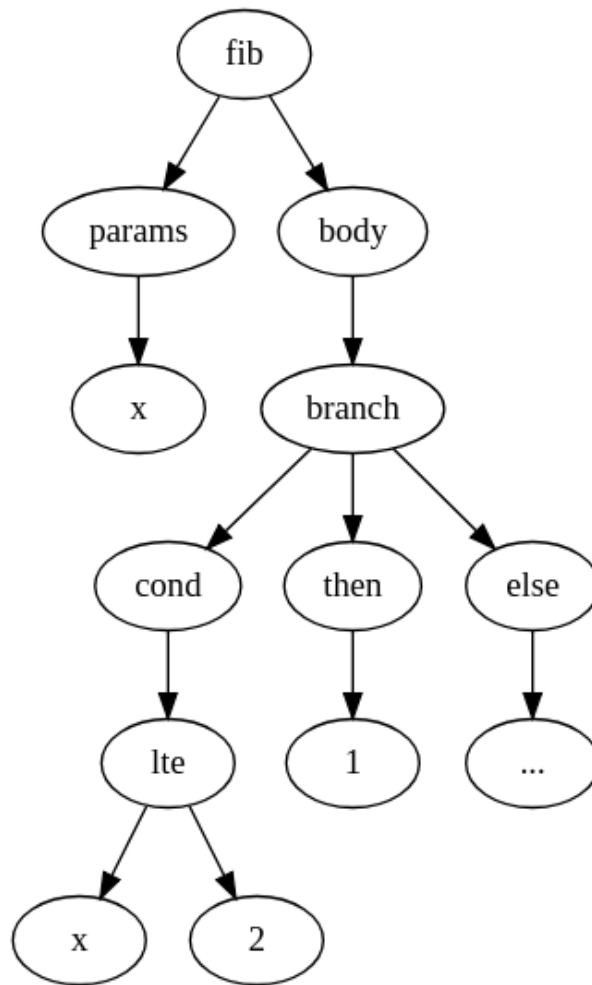 fib
params body
x branch
cond then else
lte 1 ...
x 2